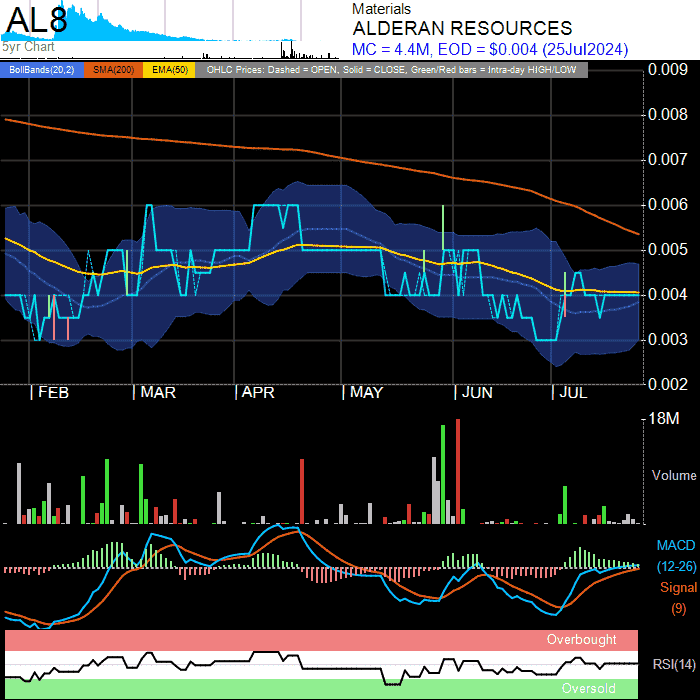 AL8
5yr Chart
Materials
ALDERAN RESOURCES
MC = 4.4M, EOD = $0.004 (25Jul2024)
BollBands(20,2) SMA(200) EMA(50) OHLC Prices: Dashed = OPEN, Solid = CLOSE, Green/Red bars = Intra-day HIGH/LOW
0.009
0.008
0.007
0.006
0.005
0.004
0.003
0.002
| FEB | MAR | APR | MAY | JUN | JUL
18M
Volume
MACD
(12-26)
Signal
(9)
Overbought
RSI(14)
Oversold